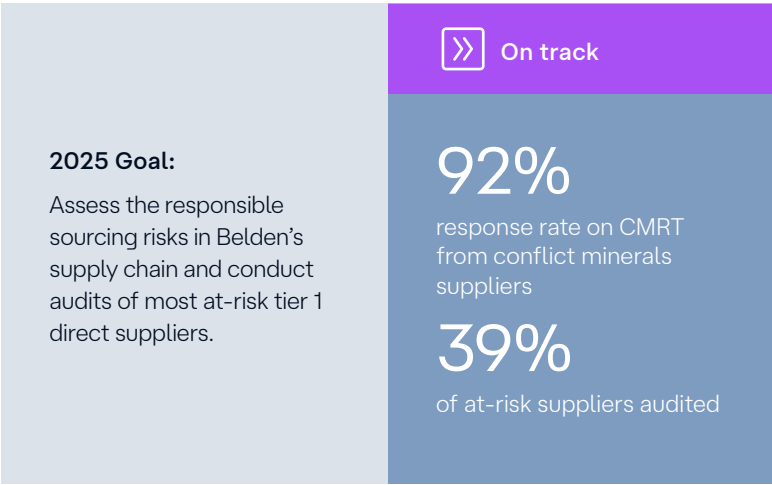 2025 Goal:
Assess the responsible
sourcing risks in Belden’s
supply chain and conduct
audits of most at-risk tier 1
direct suppliers.
On track
92%
response rate on CMRT
from conflict minerals
suppliers
39%
of at-risk suppliers audited